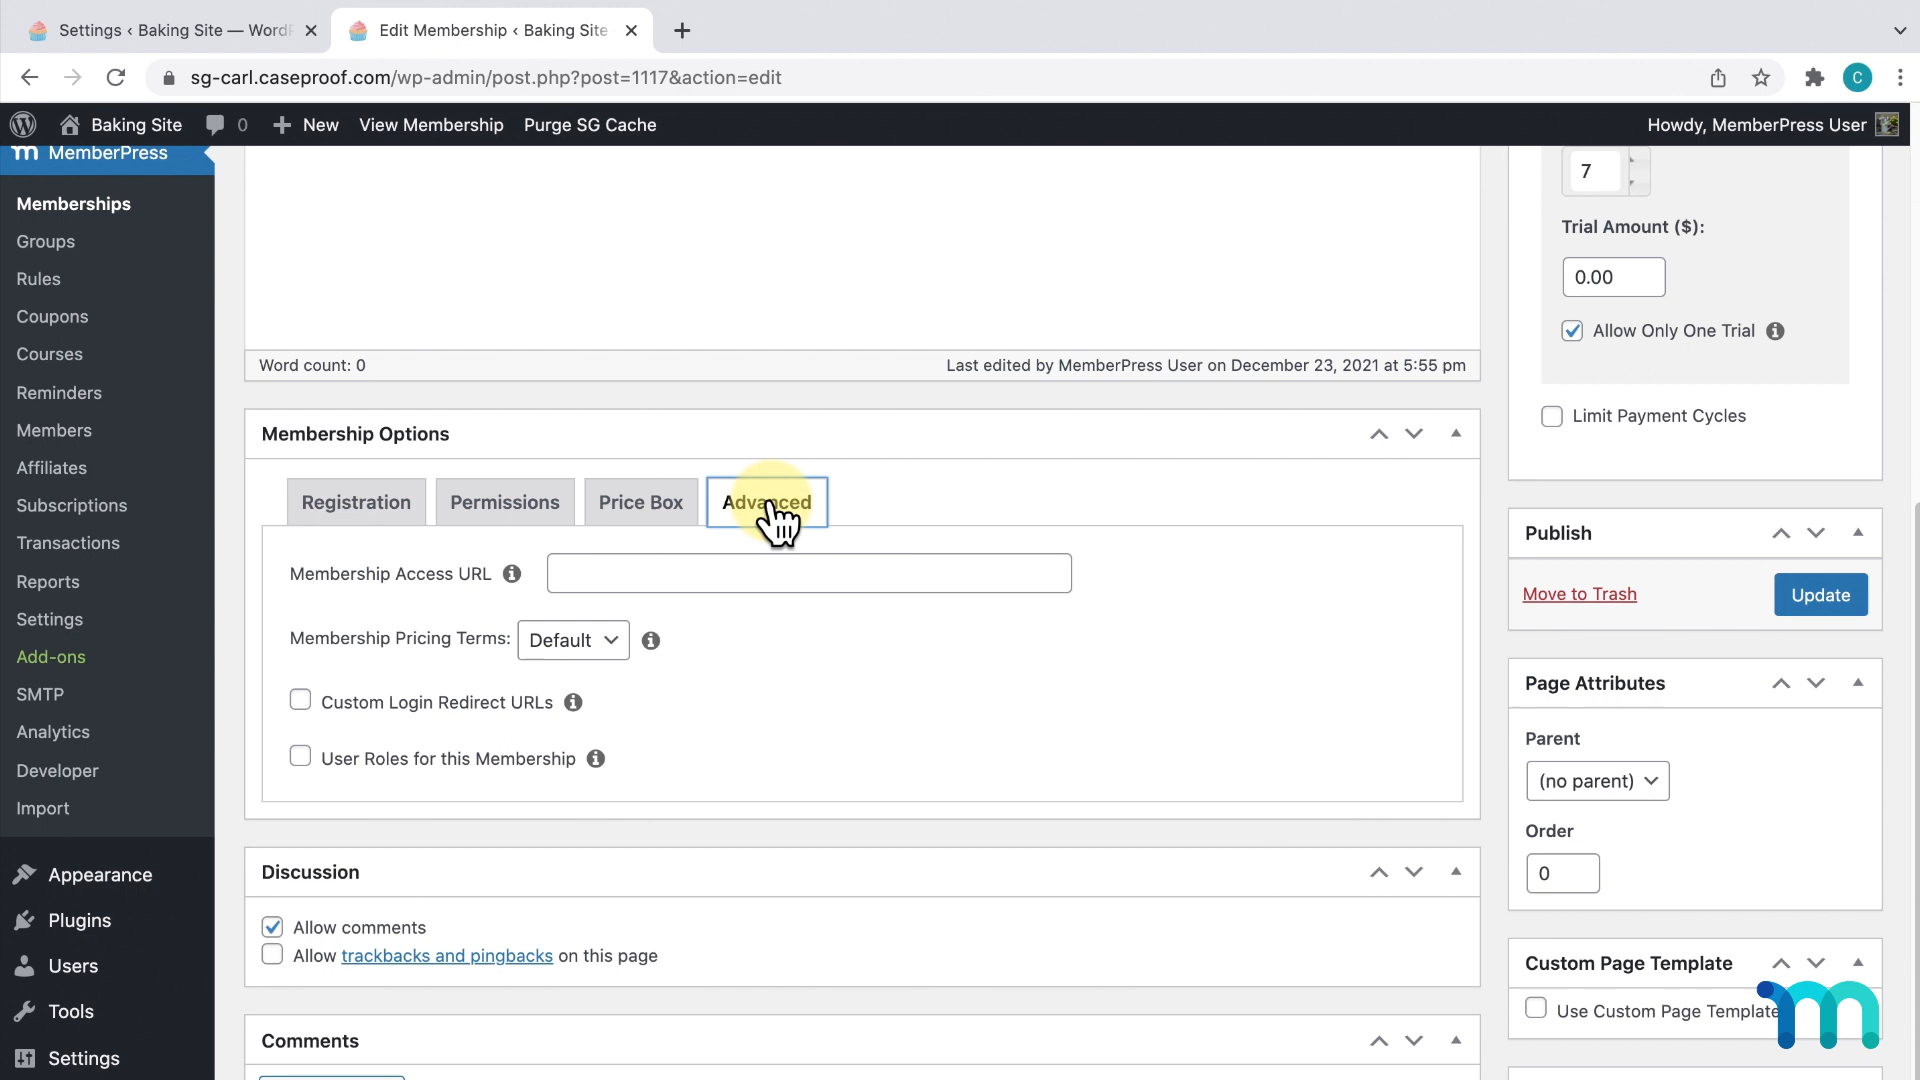 Settings ‹ Baking Site — WordP
Edit Membership ‹ Baking Site
sg-carl.caseproof.com/wp-admin/post.php?post=1117&action=edit
C
Baking Site
0
New
View Membership
Purge SG Cache
Howdy, MemberPress User
MemberPress
Memberships
Groups
Rules
Coupons
Courses
Reminders
Members
Affiliates
Subscriptions
Transactions
Reports
Settings
Add-ons
SMTP
Analytics
Developer
Import
Appearance
Plugins
Users
Tools
Settings
Word count: 0
Last edited by MemberPress User on December 23, 2021 at 5:55 pm
Membership Options
Registration
Permissions
Price Box
Advanced
Membership Access URL
Membership Pricing Terms:
Default
Custom Login Redirect URLs
User Roles for this Membership
Discussion
Allow comments
Allow trackbacks and pingbacks on this page
Comments
7
Trial Amount ($):
0.00
Allow Only One Trial
Limit Payment Cycles
Publish
Move to Trash
Update
Page Attributes
Parent
(no parent)
Order
0
Custom Page Template
Use Custom Page Template